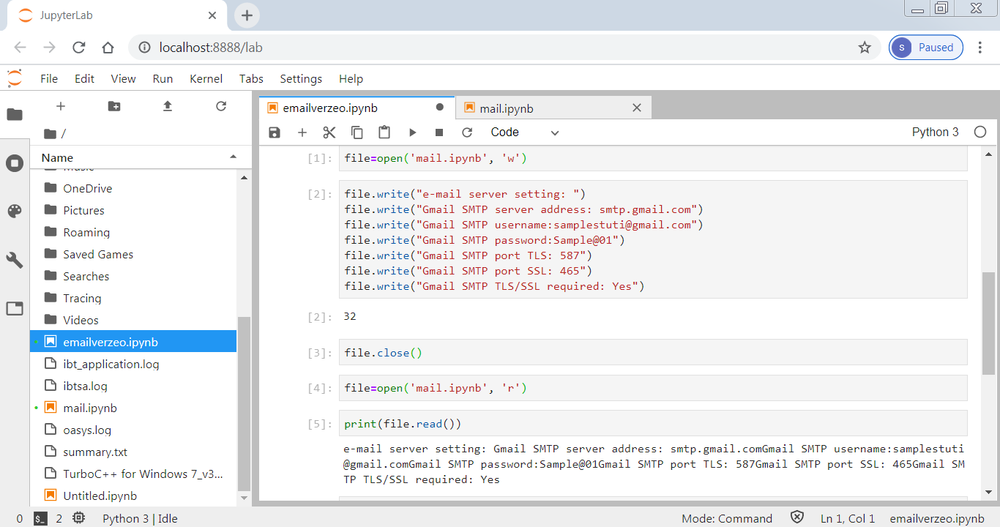 JupyterLab
localhost:8888/lab
S Paused
File Edit View Run Kernel Tabs Settings Help
emailverzeo.ipynb
mail.ipynb
/
Code
Python 3
Name
Music
OneDrive
Pictures
Roaming
Saved Games
Searches
Tracing
Videos
emailverzeo.ipynb
ibt_application.log
ibtsa.log
mail.ipynb
oasys.log
summary.txt
TurboC++ for Windows 7_v3...
Untitled.ipynb
[1]: file=open('mail.ipynb', 'w')
[2]: file.write("e-mail server setting: ")
file.write("Gmail SMTP server address: smtp.gmail.com")
file.write("Gmail SMTP username:samplestuti@gmail.com")
file.write("Gmail SMTP password:Sample@01")
file.write("Gmail SMTP port TLS: 587")
file.write("Gmail SMTP port SSL: 465")
file.write("Gmail SMTP TLS/SSL required: Yes")
[2]: 32
[3]: file.close()
[4]: file=open('mail.ipynb', 'r')
[5]: print(file.read())
e-mail server setting: Gmail SMTP server address: smtp.gmail.comGmail SMTP username:samplestuti
@gmail.comGmail SMTP password:Sample@01Gmail SMTP port TLS: 587Gmail SMTP port SSL: 465Gmail SM
TP TLS/SSL required: Yes
0 $_ 2 Python 3 | Idle
Mode: Command Ln 1, Col 1 emailverzeo.ipynb